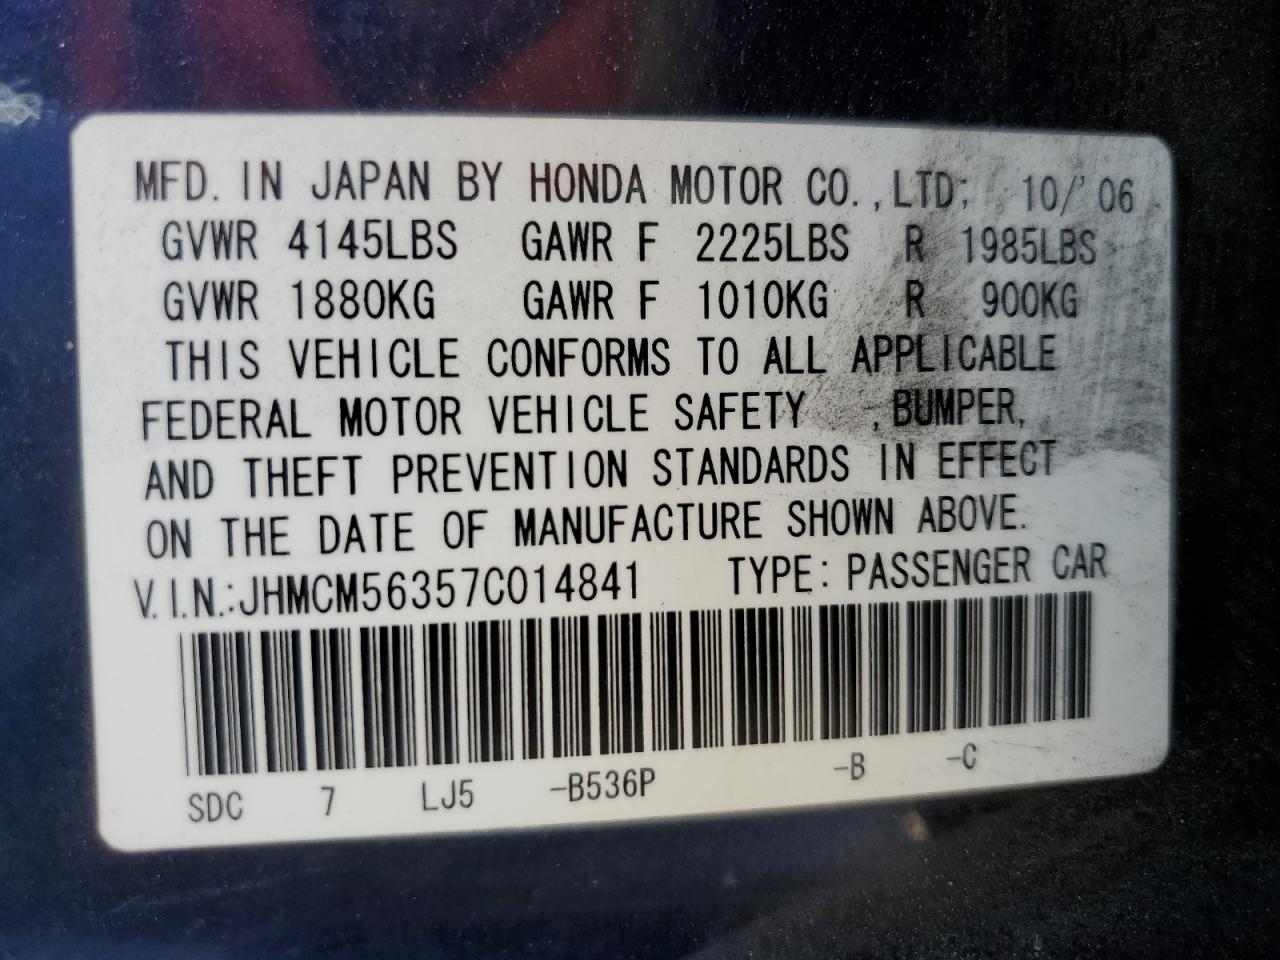 MFD. IN JAPAN BY HONDA MOTOR CO.,LTD; 10/'06
GVWR 4145LBS GAWR F 2225LBS R 1985LBS
GVWR 1880KG GAWR F 1010KG R 900KG
THIS VEHICLE CONFORMS TO ALL APPLICABLE
FEDERAL MOTOR VEHICLE SAFETY ,BUMPER,
AND THEFT PREVENTION STANDARDS IN EFFECT
ON THE DATE OF MANUFACTURE SHOWN ABOVE.
V.I.N.:JHMCM56357C014841 TYPE:PASSENGER CAR
SDC 7 LJ5 -B536P -B -C